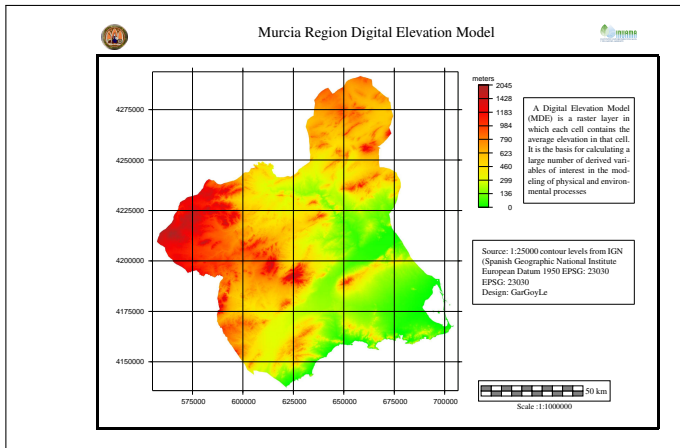 Murcia Region Digital Elevation Model
meters
2045
1428
1183
984
790
623
460
299
136
0
A Digital Elevation Model
(MDE) is a raster layer in
which each cell contains the
average elevation in that cell.
It is the basis for calculating a
large number of derived vari-
ables of interest in the mod-
eling of physical and environ-
mental processes
Source: 1:25000 contour levels from IGN
(Spanish Geographic National Institute
European Datum 1950 EPSG: 23030
EPSG: 23030
Design: GarGoyLe
4275000
4250000
4225000
4200000
4175000
4150000
575000 600000 625000 650000 675000 700000
50 km
Scale :1:1000000